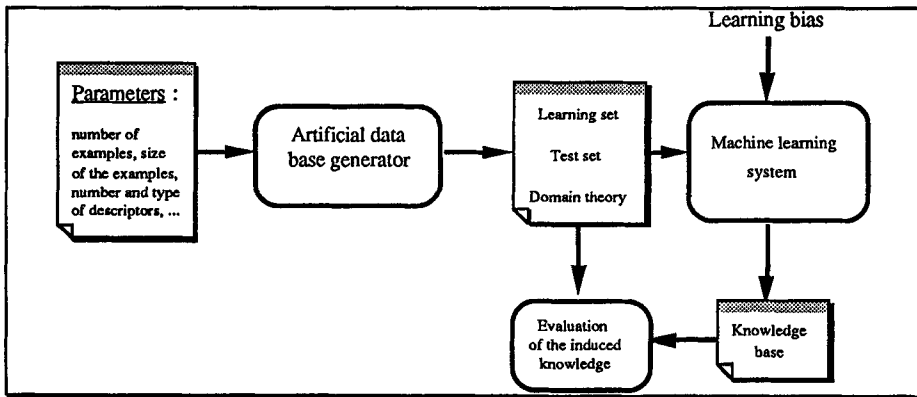 Learning bias
Parameters :
number of
examples, size
of the examples,
number and type
of descriptors, ...
Artificial data
base generator
Learning set
Test set
Domain theory
Machine learning
system
Evaluation
of the induced
knowledge
Knowledge
base